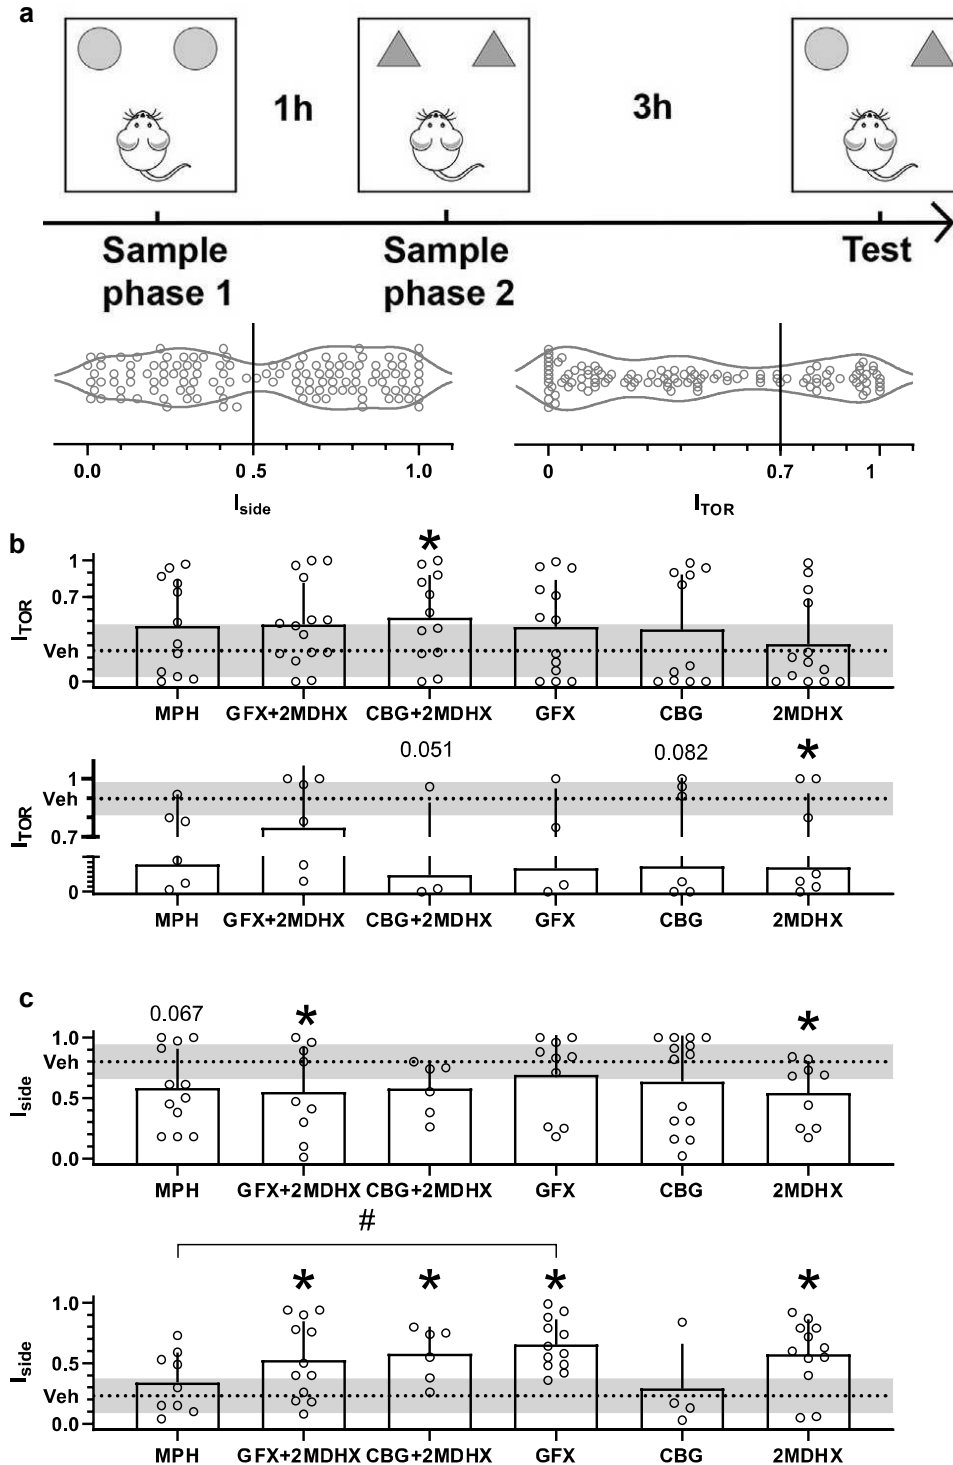 a
1h
3h
Sample phase 1
Sample phase 2
Test
0.0 0.5 1.0
Iside
0 0.7 1
ITOR
b
*
1
0.7
Veh
0
ITOR
MPH GFX+2MDHX CBG+2MDHX GFX CBG 2MDHX
0.051 0.082 *
1
Veh
0.7
0
ITOR
MPH GFX+2MDHX CBG+2MDHX GFX CBG 2MDHX
c
0.067 * *
1.0
Veh
0.5
0.0
Iside
MPH GFX+2MDHX CBG+2MDHX GFX CBG 2MDHX
#
* * * *
1.0
0.5
Veh
0.0
Iside
MPH GFX+2MDHX CBG+2MDHX GFX CBG 2MDHX